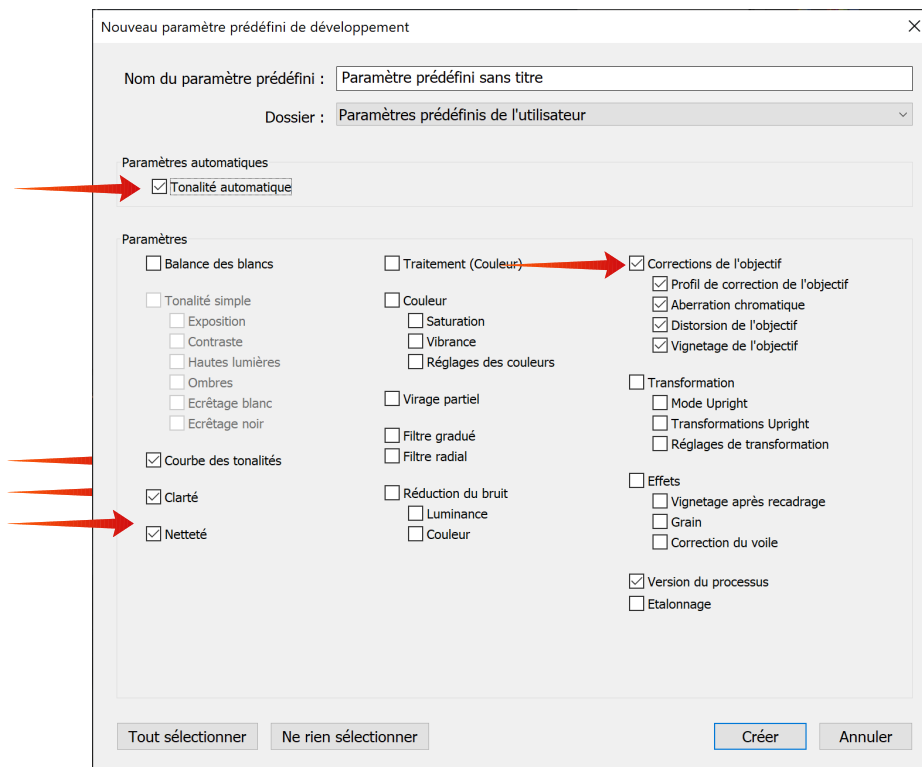 Nouveau paramètre prédéfini de développement
Nom du paramètre prédéfini :
Paramètre prédéfini sans titre
Dossier :
Paramètres prédéfinis de l'utilisateur
Paramètres automatiques
Tonalité automatique
Paramètres
Balance des blancs
Tonalité simple
Exposition
Contraste
Hautes lumières
Ombres
Ecrêtage blanc
Ecrêtage noir
Courbe des tonalités
Clarté
Netteté
Traitement (Couleur)
Couleur
Saturation
Vibrance
Réglages des couleurs
Virage partiel
Filtre gradué
Filtre radial
Réduction du bruit
Luminance
Couleur
Corrections de l'objectif
Profil de correction de l'objectif
Aberration chromatique
Distorsion de l'objectif
Vignetage de l'objectif
Transformation
Mode Upright
Transformations Upright
Réglages de transformation
Effets
Vignetage après recadrage
Grain
Correction du voile
Version du processus
Etalonnage
Tout sélectionner
Ne rien sélectionner
Créer
Annuler